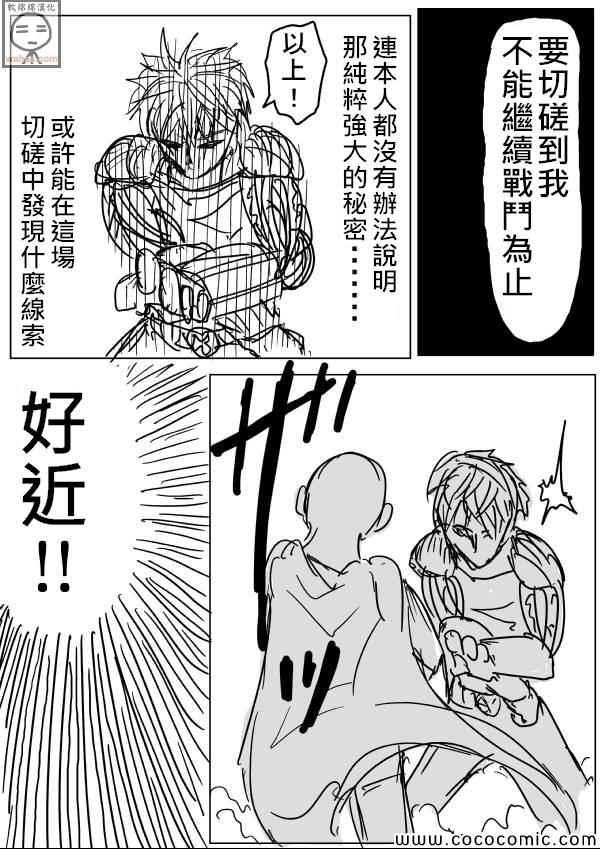 要切磋到我
不能繼續戰鬥為止
連本人都沒有辦法說明
那純粹強大的秘密⋯⋯⋯
以上！
或許能在這場
切磋中發現什麼線索
好近!!
www.cococomic.com